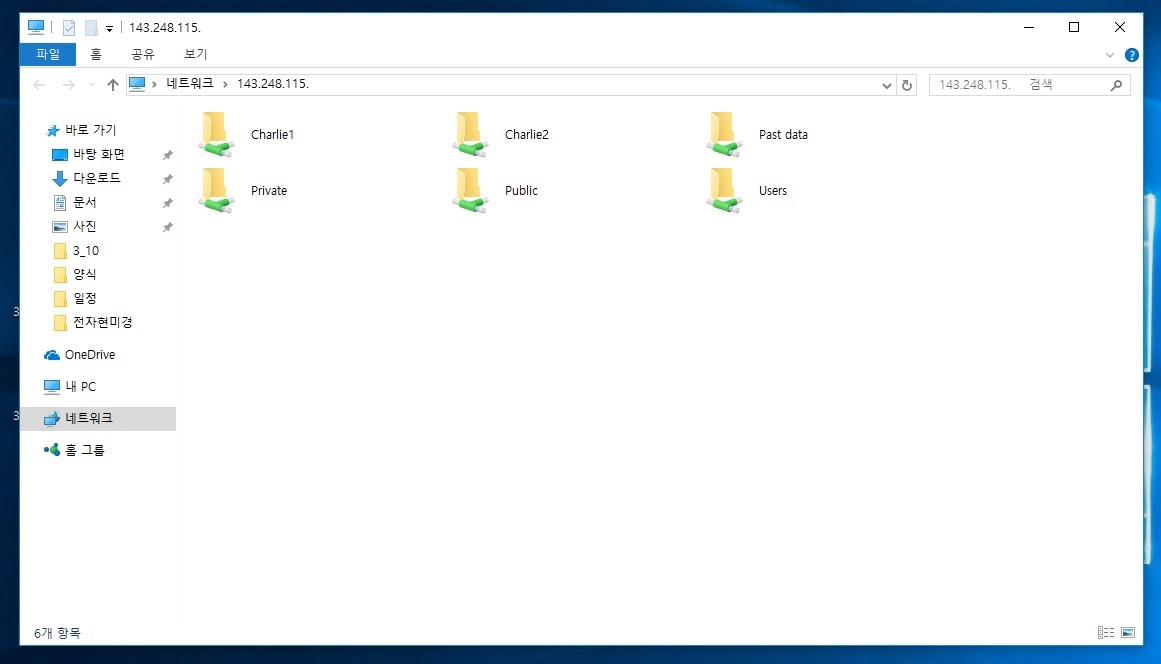 143.248.115.
파일 홈 공유 보기
네트워크 143.248.115. 143.248.115. 검색
바로 가기
바탕 화면
다운로드
문서
사진
3_10
양식
일정
전자현미경
OneDrive
내 PC
네트워크
홈 그룹
Charlie1 Charlie2 Past data
Private Public Users
3
3
6개 항목